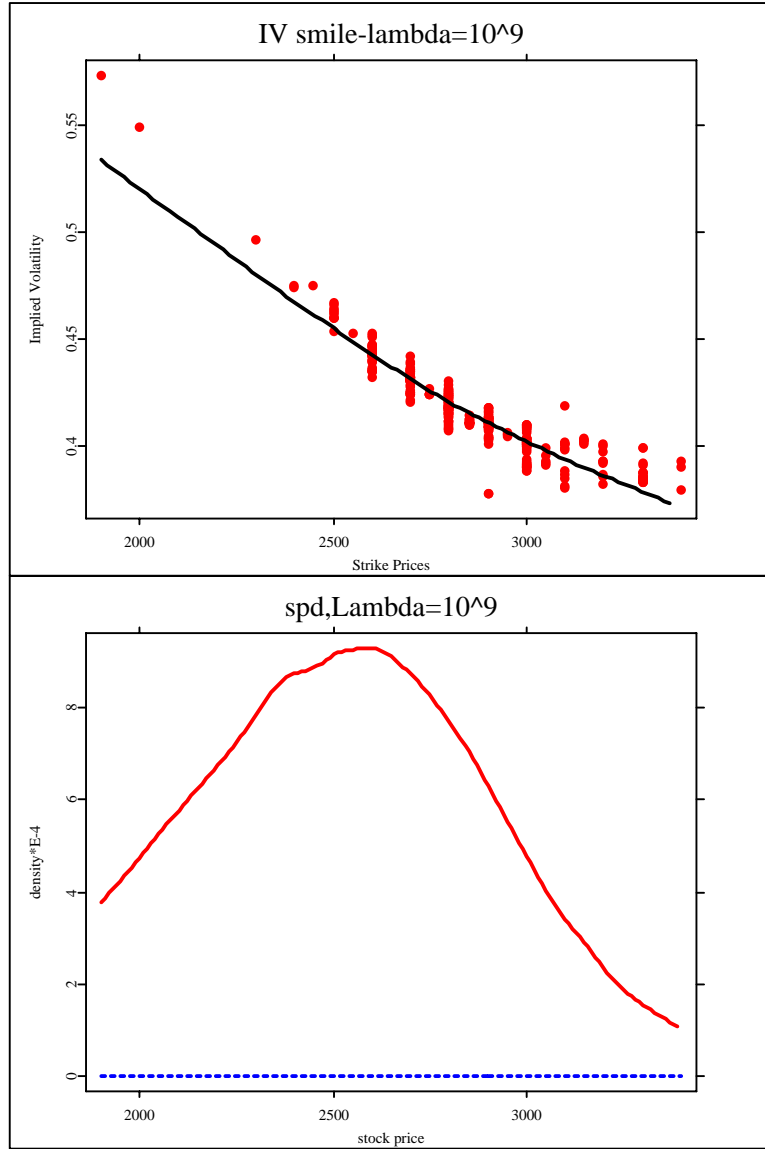 IV smile-lambda=10^9
0.55
0.5
0.45
0.4
Implied Volatility
2000 2500 3000
Strike Prices
spd,Lambda=10^9
8
6
4
2
0
density*E-4
2000 2500 3000
stock price